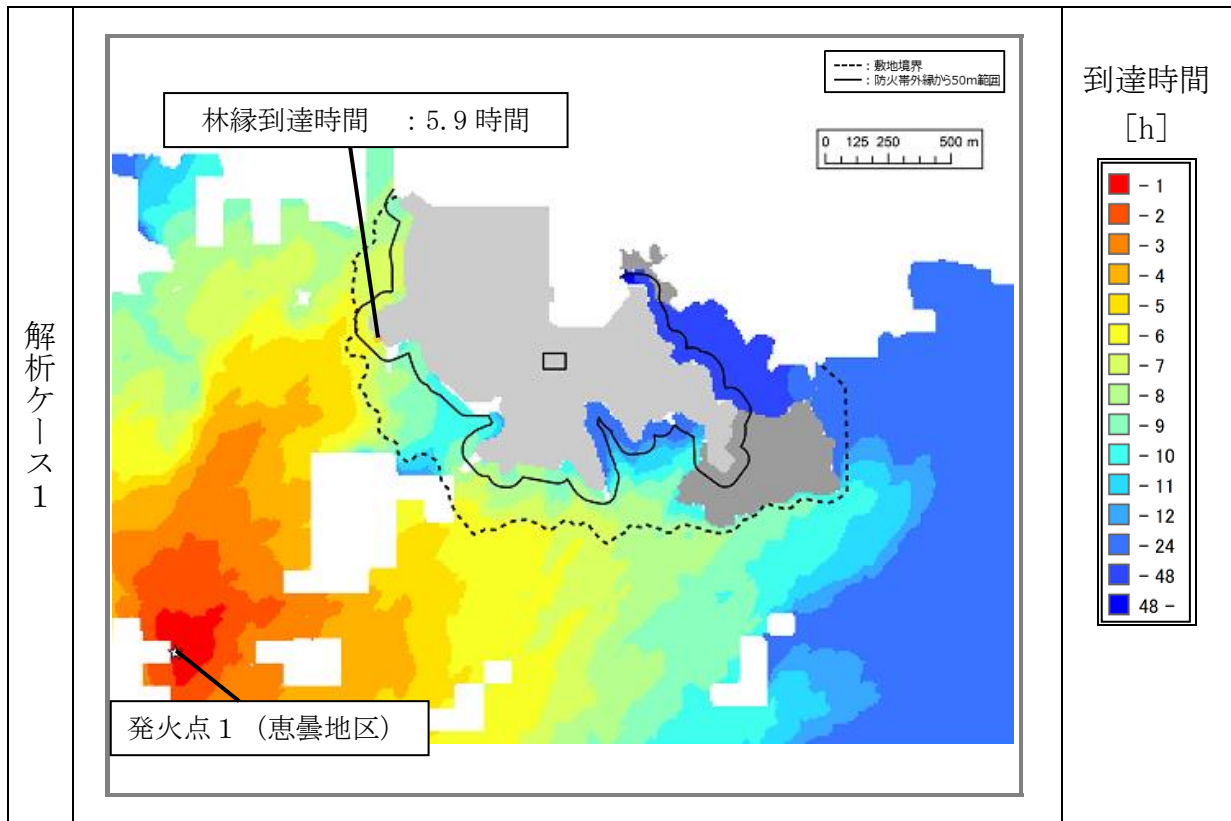 解析ケース1
----- : 敷地境界
── : 防火帯外縁から50m範囲
林縁到達時間 : 5.9時間
0 125 250 500 m
発火点1 (恵曇地区)
到達時間
[h]
- 1
- 2
- 3
- 4
- 5
- 6
- 7
- 8
- 9
- 10
- 11
- 12
- 24
- 48
48 -